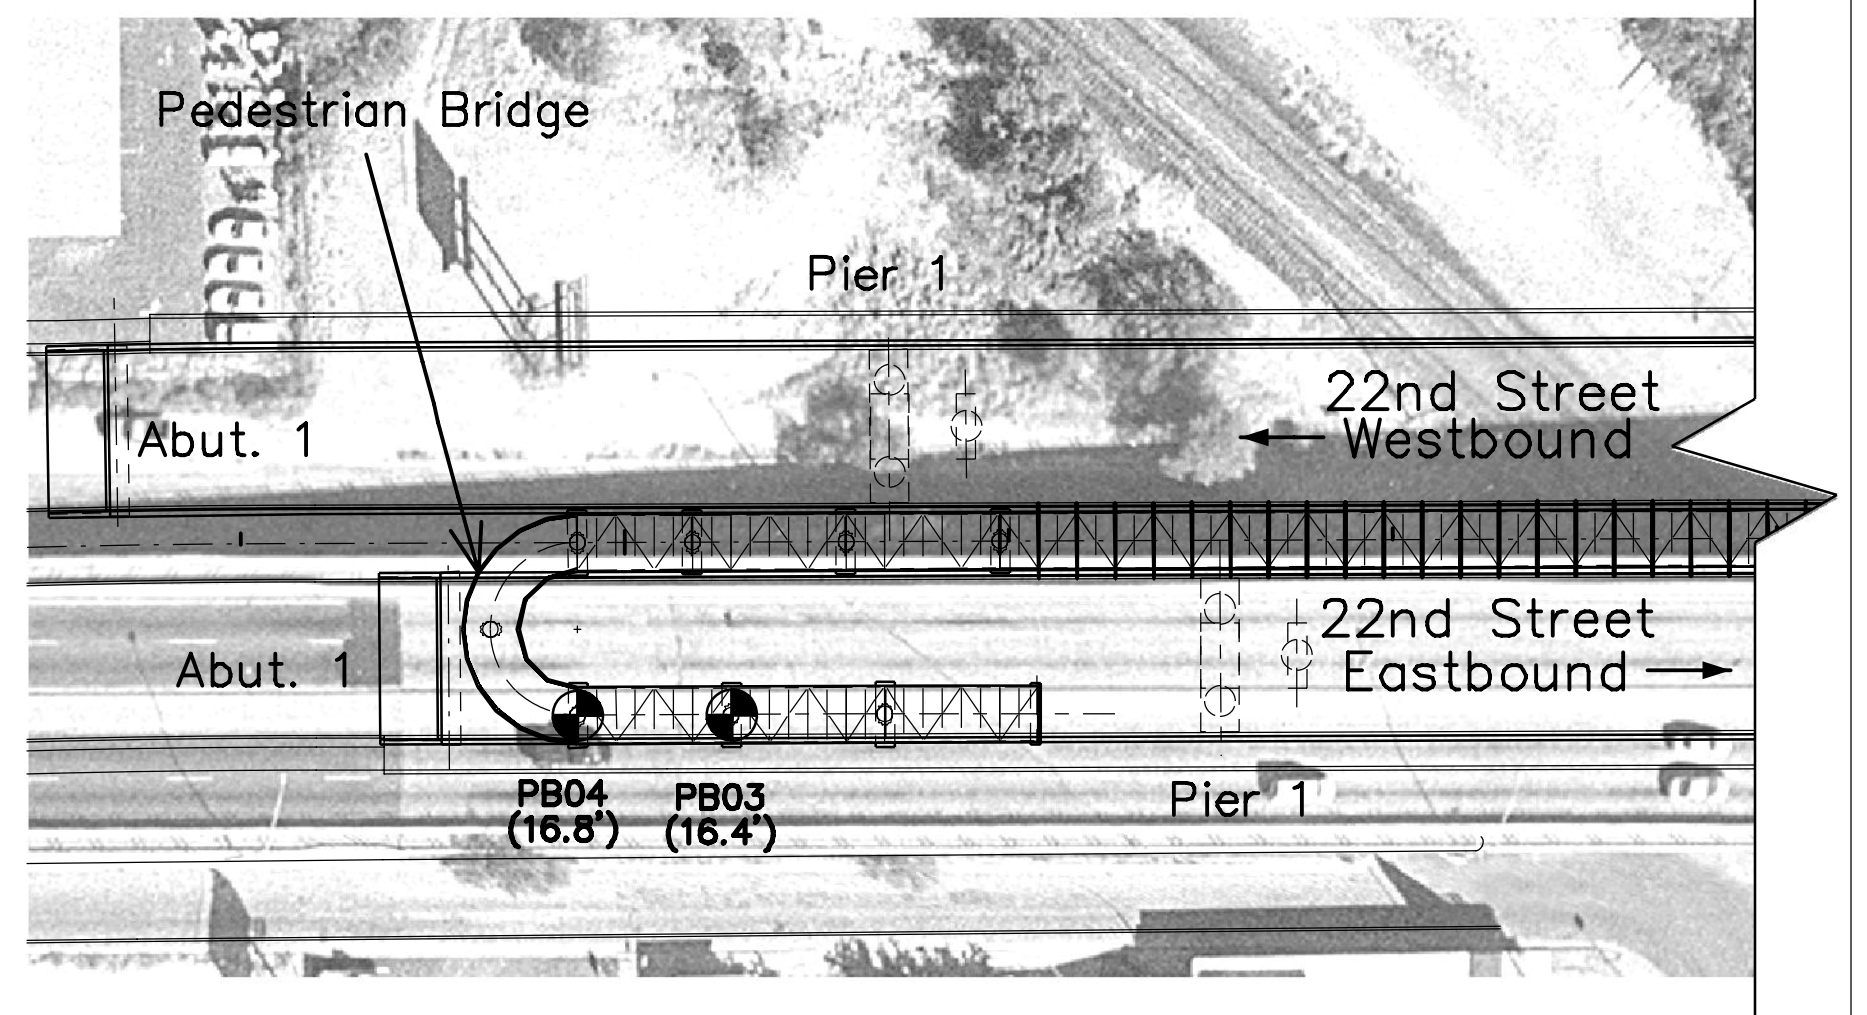 Pedestrian Bridge
Pier 1
22nd Street
Westbound
Abut. 1
22nd Street
Eastbound
Abut. 1
PB04
(16.8')
PB03
(16.4')
Pier 1